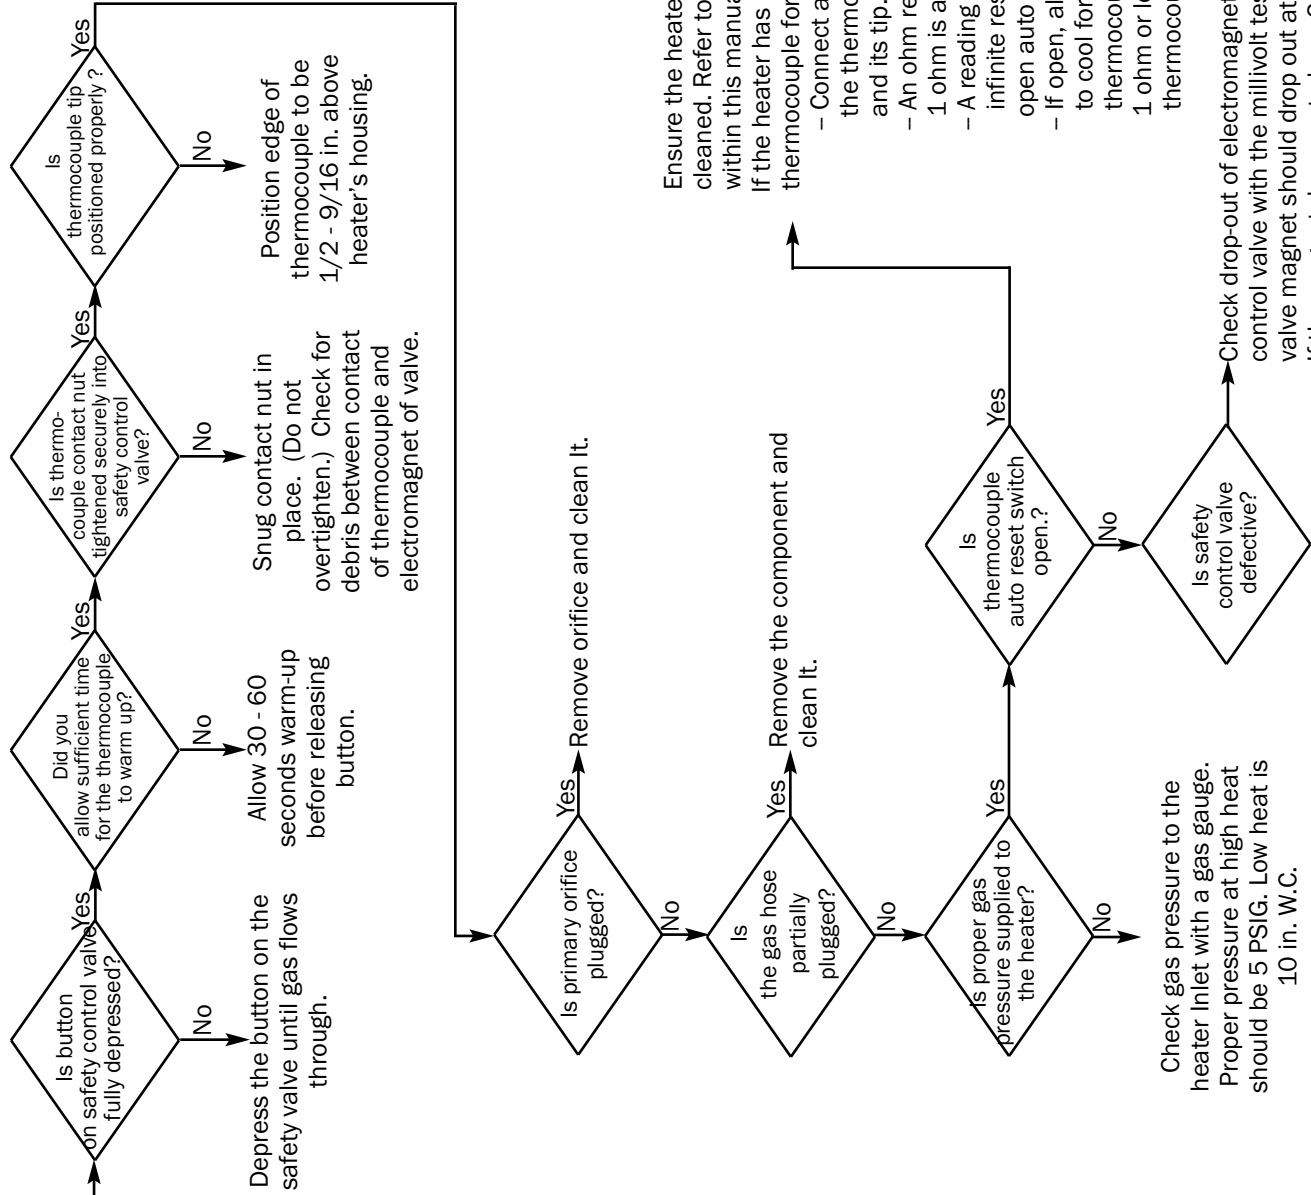 Is button
on safety control valve
fully depressed?
Yes
No
Depress the button on the
safety valve until gas flows
through.
Did you
allow sufficient time
for the thermocouple
to warm up?
Yes
No
Allow 30 - 60
seconds warm-up
before releasing
button.
Is thermo-
couple contact nut
tightened securely into
safety control
valve?
Yes
No
Snug contact nut in
place. (Do not
overtighten.) Check for
debris between contact
of thermocouple and
electromagnet of valve.
Is
thermocouple tip
positioned properly ?
Yes
No
Position edge of
thermocouple to be
1/2 - 9/16 in. above
heater's housing.
Is primary orifice
plugged?
Yes
Remove orifice and clean It.
No
Is
the gas hose
partially
plugged?
Yes
Remove the component and
clean It.
No
Is proper gas
pressure supplied to
the heater?
Yes
No
Check gas pressure to the
heater Inlet with a gas gauge.
Proper pressure at high heat
should be 5 PSIG. Low heat is
10 in. W.C.
Is
thermocouple
auto reset switch
open.?
Yes
No
Ensure the heate
cleaned. Refer to
within this manua
If the heater has
thermocouple for
– Connect a
the thermo
and its tip.
– An ohm re
1 ohm is a
– A reading
infinite res
open auto
– If open, al
to cool for
thermocou
1 ohm or le
thermocou
Is safety
control valve
defective?
Check drop-out of electromagnet
control valve with the millivolt tes
valve magnet should drop out at